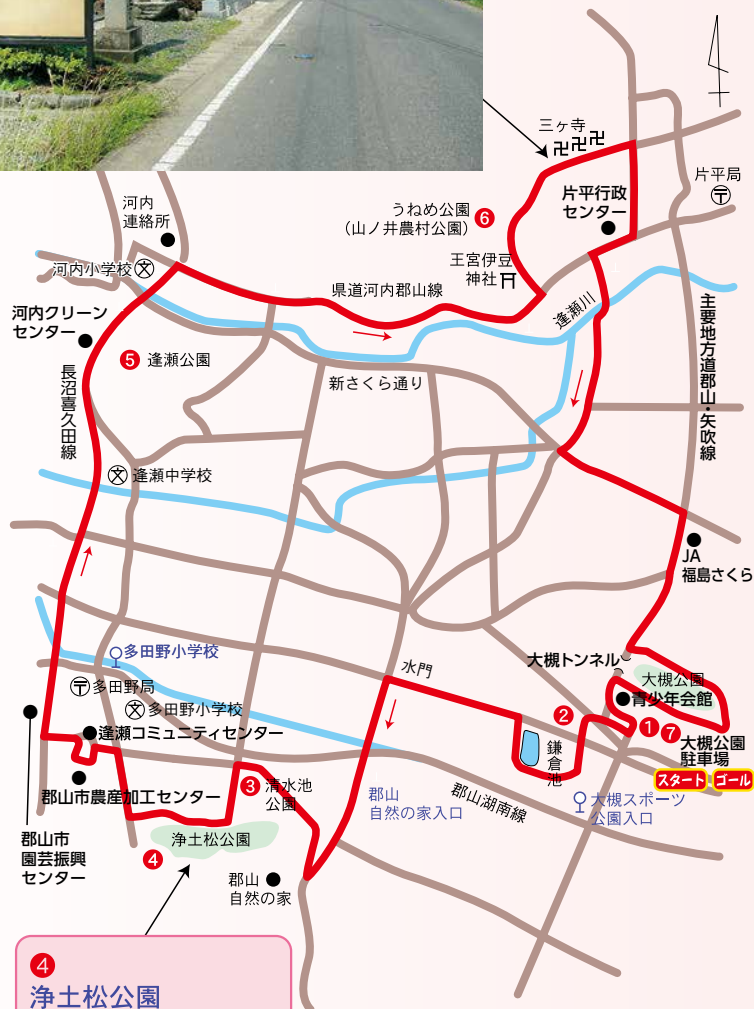 三ヶ寺
片平局
〒
片平行政
センター
うねめ公園
(山ノ井農村公園)
6
王宮伊豆
神社
河内
連絡所
河内小学校
文
県道河内郡山線
逢瀬川
主要地方道郡山・矢吹線
河内クリーン
センター
5
逢瀬公園
新さくら通り
長沼喜久田線
文
逢瀬中学校
JA
福島さくら
大槻トンネル
大槻公園
青少年会館
多田野小学校
水門
〒
多田野局
文
多田野小学校
逢瀬コミュニティセンター
2
1
7
大槻公園
駐車場
スタート
ゴール
鎌倉池
3
清水池
公園
郡山
自然の家入口
郡山湖南線
大槻スポーツ
公園入口
郡山市農産加工センター
郡山市
園芸振興
センター
浄土松公園
4
郡山
自然の家
4
浄土松公園